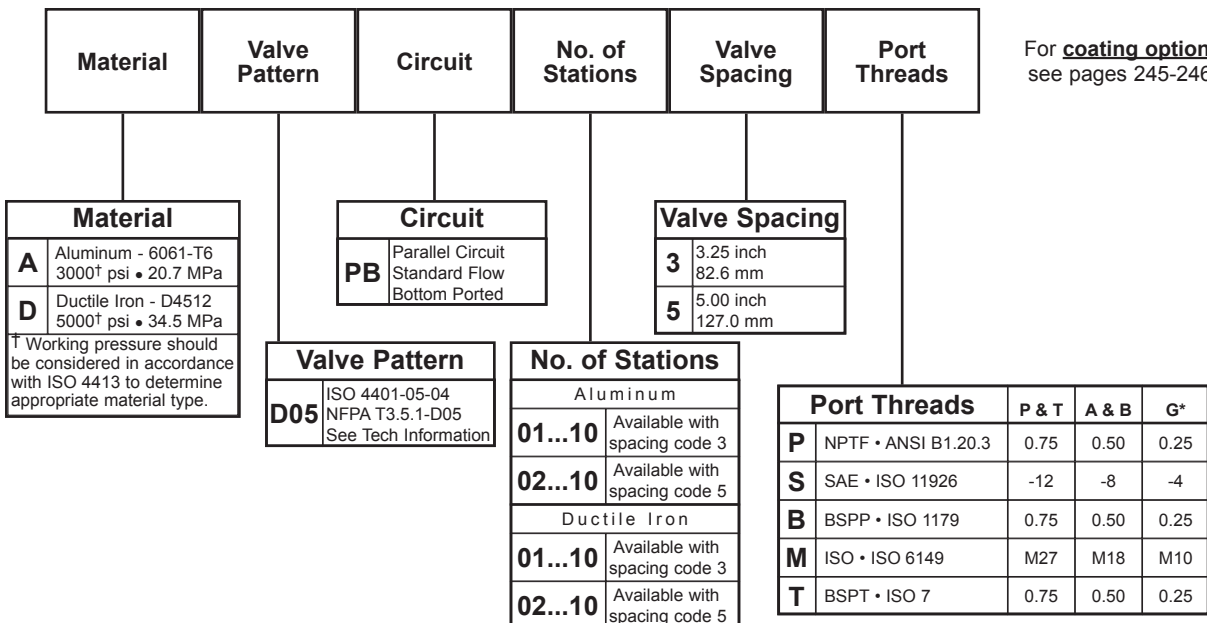 Material
Valve
Pattern
Circuit
No. of
Stations
Valve
Spacing
Port
Threads
For coating option
see pages 245-246
Material
A Aluminum - 6061-T6
3000† psi • 20.7 MPa
D Ductile Iron - D4512
5000† psi • 34.5 MPa
† Working pressure should
be considered in accordance
with ISO 4413 to determine
appropriate material type.
Valve Pattern
D05 ISO 4401-05-04
NFPA T3.5.1-D05
See Tech Information
Circuit
PB Parallel Circuit
Standard Flow
Bottom Ported
No. of Stations
Aluminum
01...10 Available with
spacing code 3
02...10 Available with
spacing code 5
Ductile Iron
01...10 Available with
spacing code 3
02...10 Available with
spacing code 5
Valve Spacing
3 3.25 inch
82.6 mm
5 5.00 inch
127.0 mm
Port Threads P & T A & B G*
P NPTF • ANSI B1.20.3 0.75 0.50 0.25
S SAE • ISO 11926 -12 -8 -4
B BSPP • ISO 1179 0.75 0.50 0.25
M ISO • ISO 6149 M27 M18 M10
T BSPT • ISO 7 0.75 0.50 0.25